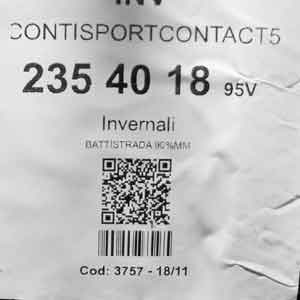 CONTISPORTCONTACT5
235 40 18 95V
Invernali
BATTISTRADA 90%MM
Cod: 3757 - 18/11